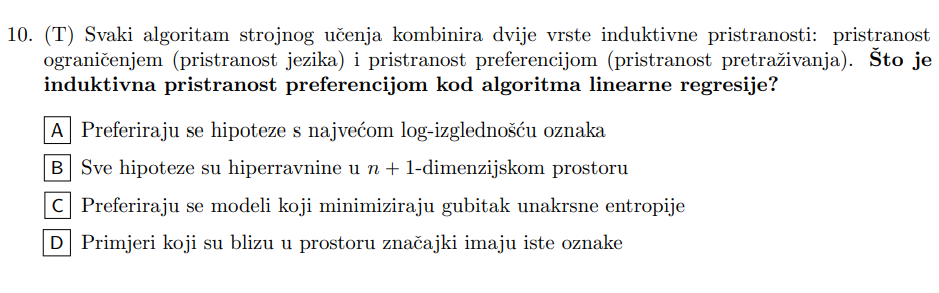 10. (T) Svaki algoritam strojnog učenja kombinira dvije vrste induktivne pristranosti: pristranost
ograničenjem (pristranost jezika) i pristranost preferencijom (pristranost pretraživanja). Što je
induktivna pristranost preferencijom kod algoritma linearne regresije?
A Preferiraju se hipoteze s najvećom log-izglednošću oznaka
B Sve hipoteze su hiperravnine u n + 1-dimenzijskom prostoru
C Preferiraju se modeli koji minimiziraju gubitak unakrsne entropije
D Primjeri koji su blizu u prostoru značajki imaju iste oznake